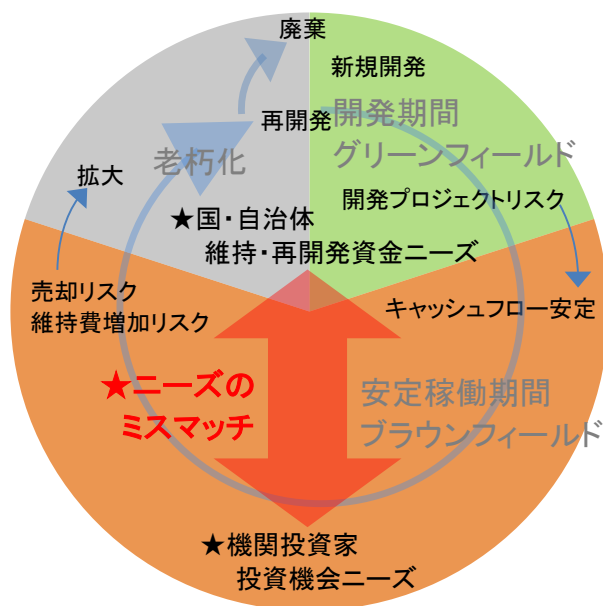 廃棄
新規開発
再開発
開発期間
グリーンフィールド
老朽化
拡大
開発プロジェクトリスク
★国・自治体
維持・再開発資金ニーズ
売却リスク
維持費増加リスク
キャッシュフロー安定
★ニーズの
ミスマッチ
安定稼働期間
ブラウンフィールド
★機関投資家
投資機会ニーズ